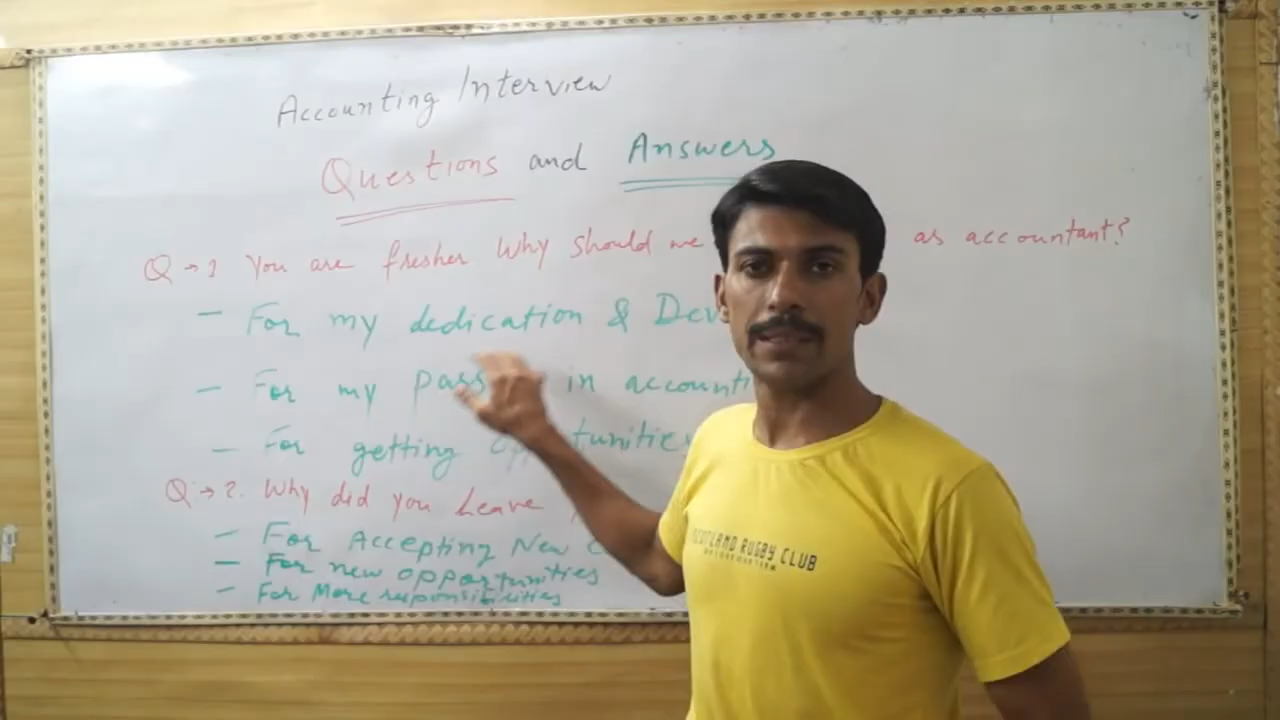 Accounting Interview
Questions and Answers
Q → 1 You are fresher Why should we as accountant?
- For my dedication & Dev
- For my pass in accounti
- For getting opportunities
Q → 2. Why did you Leave
- For Accepting New C
- For new opportunities
- For More responsibilities
SCOTLAND RUGBY CLUB